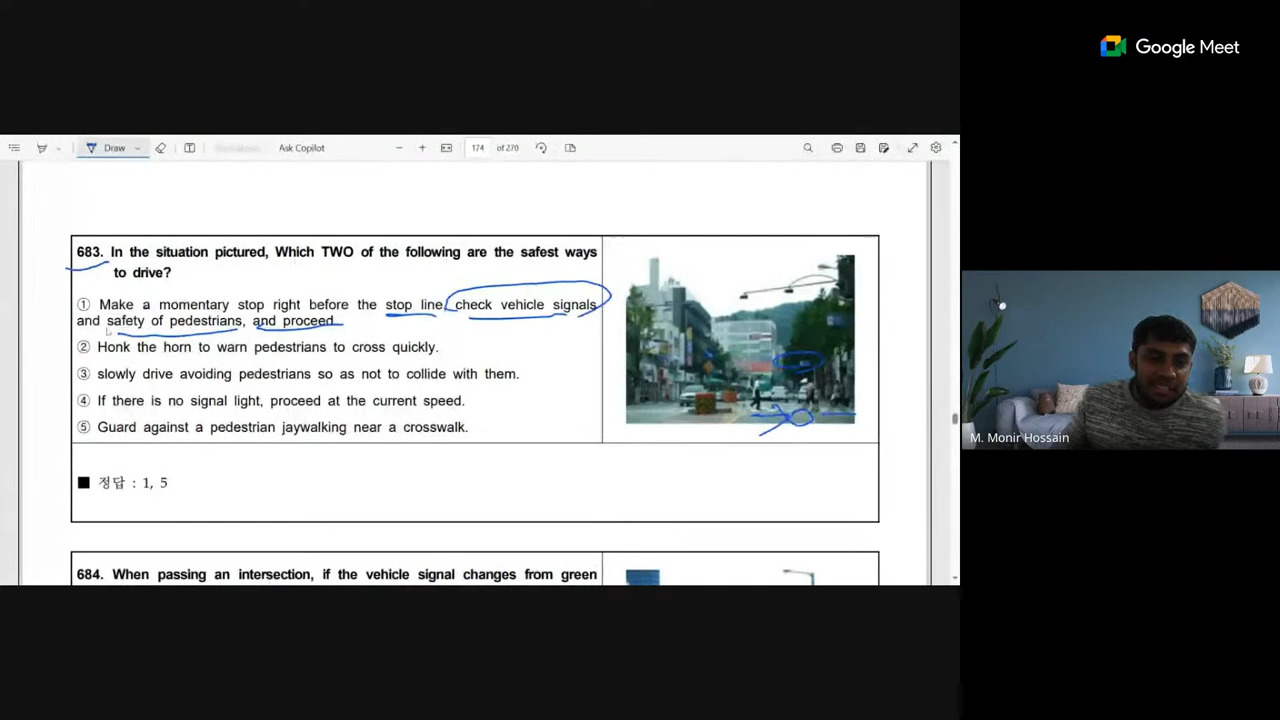 Google Meet
Draw
Ask Copilot
174
of 270
683. In the situation pictured, Which TWO of the following are the safest ways
to drive?
① Make a momentary stop right before the stop line, check vehicle signals
and safety of pedestrians, and proceed.
② Honk the horn to warn pedestrians to cross quickly.
③ slowly drive avoiding pedestrians so as not to collide with them.
④ If there is no signal light, proceed at the current speed.
⑤ Guard against a pedestrian jaywalking near a crosswalk.
■ 정답 : 1, 5
684. When passing an intersection, if the vehicle signal changes from green
M. Monir Hossain